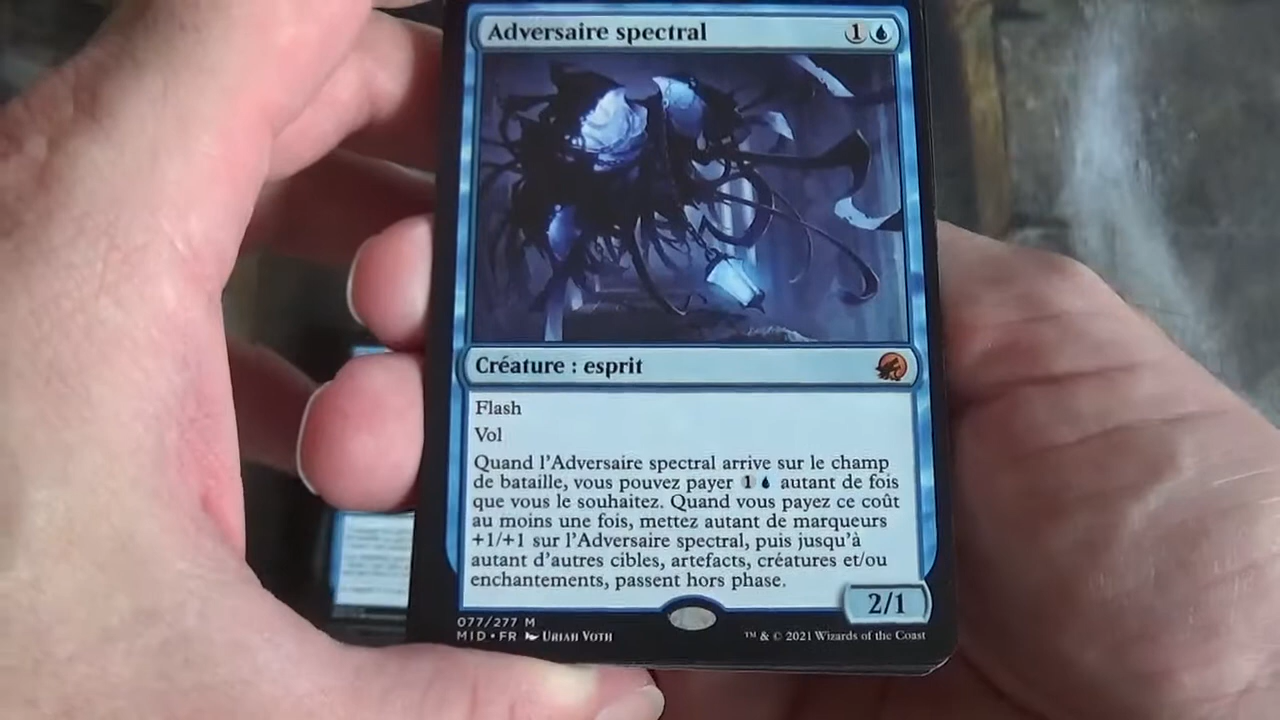 Adversaire spectral 1
Créature : esprit
Flash
Vol
Quand l'Adversaire spectral arrive sur le champ
de bataille, vous pouvez payer 1 autant de fois
que vous le souhaitez. Quand vous payez ce coût
au moins une fois, mettez autant de marqueurs
+1/+1 sur l'Adversaire spectral, puis jusqu'à
autant d'autres cibles, artefacts, créatures et/ou
enchantements, passent hors phase.
2/1
077/277 M
MID • FR Uriah Voth
™ & © 2021 Wizards of the Coast